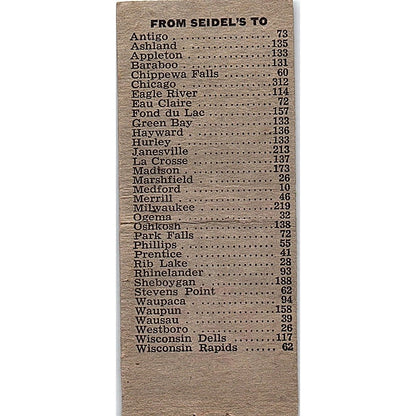 FROM SEIDEL'S TO
Antigo .................. 73
Ashland ................. 135
Appleton ................ 133
Baraboo ................. 131
Chippewa Falls .......... 60
Chicago ................. 312
Eagle River ............. 114
Eau Claire .............. 72
Fond du Lac ............. 157
Green Bay ............... 133
Hayward ................. 136
Hurley .................. 133
Janesville .............. 213
La Crosse ............... 137
Madison ................. 173
Marshfield .............. 26
Medford ................. 10
Merrill ................. 46
Milwaukee ............... 219
Ogema ................... 32
Oshkosh ................. 138
Park Falls .............. 72
Phillips ................ 55
Prentice ................ 41
Rib Lake ................ 28
Rhinelander ............. 93
Sheboygan ............... 188
Stevens Point ........... 62
Waupaca ................. 94
Waupun .................. 158
Wausau .................. 39
Westboro ................ 26
Wisconsin Dells ......... 117
Wisconsin Rapids ...... 62